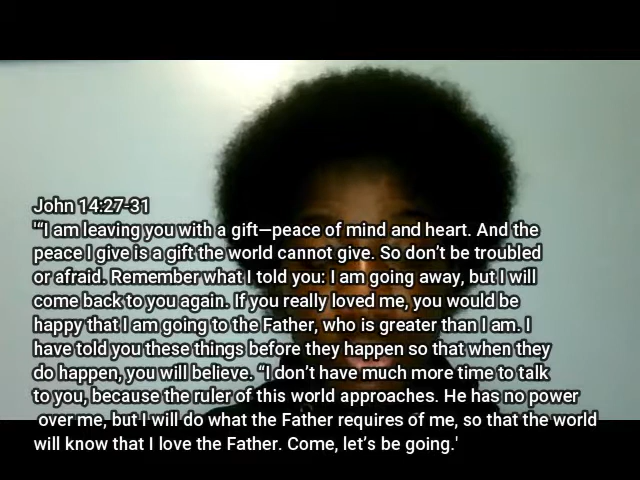 John 14:27-31
'“I am leaving you with a gift—peace of mind and heart. And the
peace I give is a gift the world cannot give. So don’t be troubled
or afraid. Remember what I told you: I am going away, but I will
come back to you again. If you really loved me, you would be
happy that I am going to the Father, who is greater than I am. I
have told you these things before they happen so that when they
do happen, you will believe. “I don’t have much more time to talk
to you, because the ruler of this world approaches. He has no power
over me, but I will do what the Father requires of me, so that the world
will know that I love the Father. Come, let’s be going.'